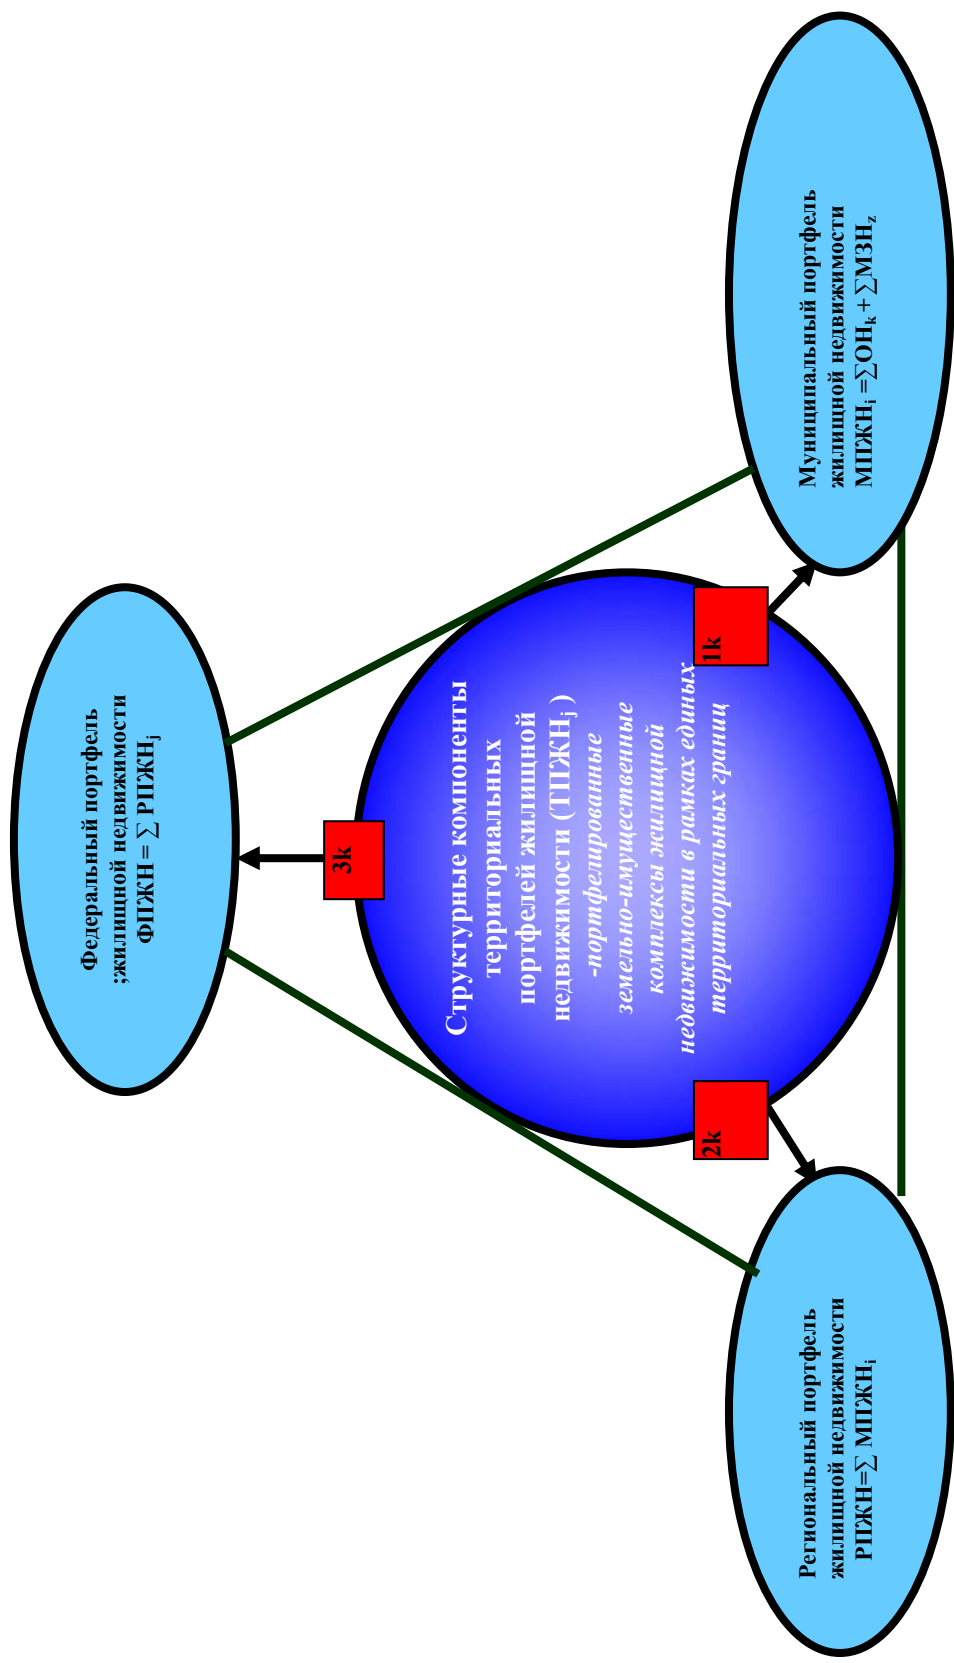 Федеральный портфель
;жилищной недвижимости
ФПЖН = ∑ РПЖНj
3k
Структурные компоненты
территориальных
портфелей жилищной
недвижимости (ТПЖНj )
-портфелированные
земельно-имущественные
комплексы жилищной
недвижимости в рамках единых
территориальных границ
2k
1k
Региональный портфель
жилищной недвижимости
РПЖН=∑ МПЖНi
Муниципальный портфель
жилищной недвижимости
МПЖНi =∑ОНk + ∑МЗНz